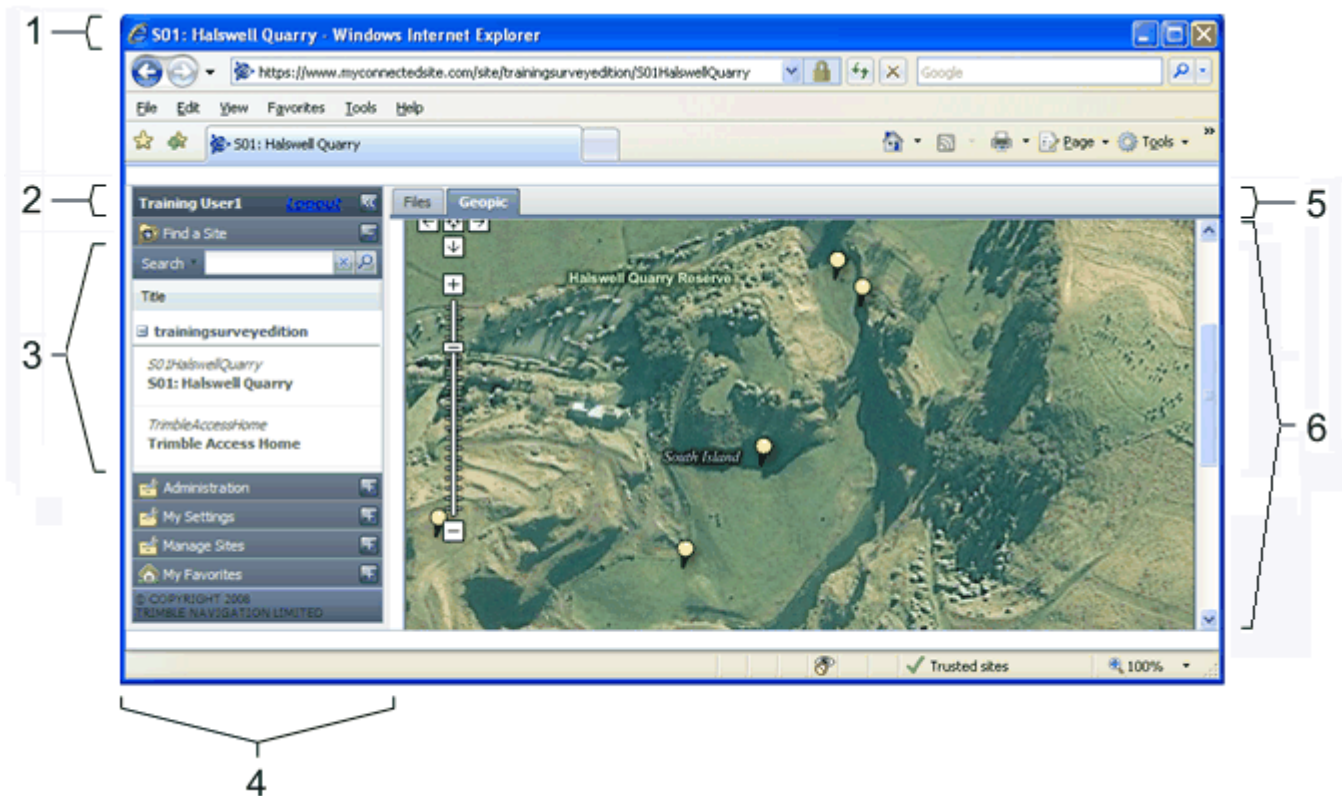 1
S01: Halswell Quarry - Windows Internet Explorer
https://www.myconnectedsite.com/site/trainingsurveyedition/S01HalswellQuarry
Google
File Edit View Favorites Tools Help
S01: Halswell Quarry
Page Tools »
2
Training User1 Logout
Files Geopic
5
Find a Site
Search
Title
trainingsurveyedition
3
S01HalswellQuarry
S01: Halswell Quarry
TrimbleAccessHome
Trimble Access Home
Administration
My Settings
Manage Sites
My Favorites
© COPYRIGHT 2008
TRIMBLE NAVIGATION LIMITED
Halswell Quarry Reserve
South Island
6
Trusted sites
100%
4